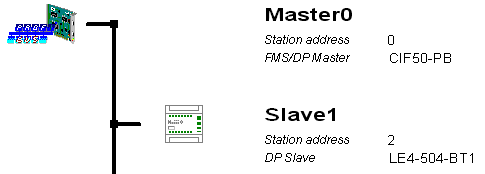 Master0
Station address 0
FMS/DP Master CIF50-PB
Slave1
Station address 2
DP Slave LE4-504-BT1